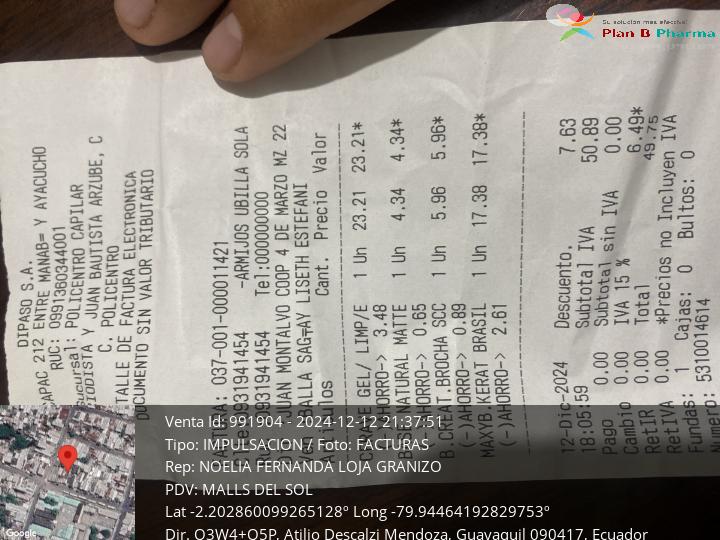 Su solución más efectiva!
Plan B Pharma
DIPASO S.A.
CAPAC 212 ENTRE MANAB= Y AYACUCHO
RUC: 0991360344001
Sucursal: POLICENTRO CAPILAR
RIODISTA Y JUAN BAUTISTA ARZUBE, C
C. POLICENTRO
TALLE DE FACTURA ELECTRONICA
DOCUMENTO SIN VALOR TRIBUTARIO
037-001-000011421
0931941454 -ARMIJOS UBILLA SOLA
0931941454 Tel:000000000
JUAN MONTALVO COOP 4 DE MARZO MZ 22
LISETH ESTEFANI
Cant. Precio Valor
GEL/ LIMP/E 1 Un 23.21 23.21*
AHORRO-> 3.48
NATURAL MATTE 1 Un 4.34 4.34*
AHORRO-> 0.65
B.CREAT.BROCHA SCC 1 Un 5.96 5.96*
(-)AHORRO-> 0.89
MAXYB.KERAT BRASIL 1 Un 17.38 17.38*
(-)AHORRO-> 2.61
12-Dic-2024 Descuento. 7.63
18:05:59 Subtotal IVA 50.89
Pago 0.00 Subtotal sin IVA 0.00
Cambio 0.00 IVA 15 % 6.49*
RetIR 0.00 Total 49.75
RetIVA 0.00 *Precios no Incluyen IVA
Fundas: 1 Cajas: 0 Bultos: 0
Numero: 5310014614
Venta Id: 991904 - 2024-12-12 21:37:51
Tipo: IMPULSACION / Foto: FACTURAS
Rep: NOELIA FERNANDA LOJA GRANIZO
PDV: MALLS DEL SOL
Lat -2.202860099265128º Long -79.94464192829753º
Dir. Q3W4+Q5P, Atilio Descalzi Mendoza, Guayaquil 090417, Ecuador
Google